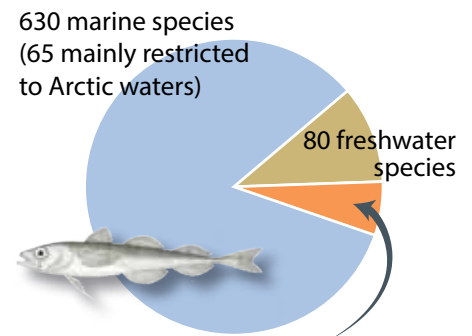 630 marine species
(65 mainly restricted
to Arctic waters)
80 freshwater
species